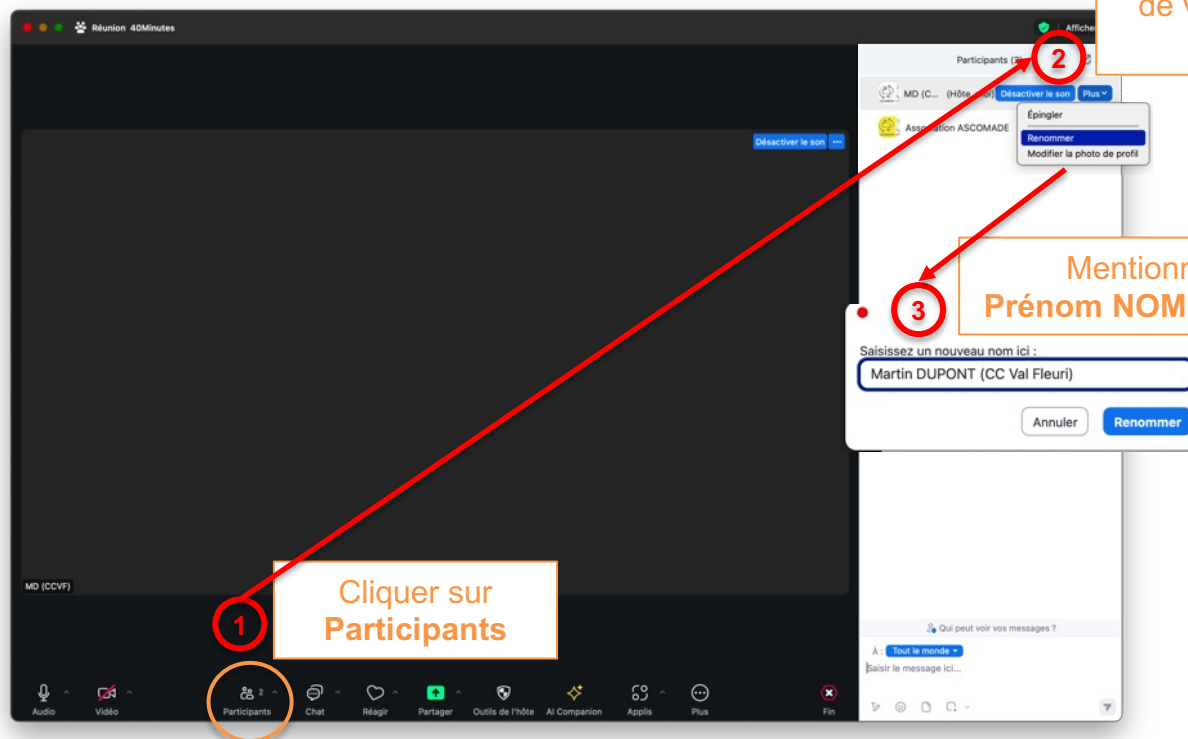 Réunion 40Minutes
Affiche
de v
Participants (2)
2
MD (C... (Hôte, moi) Désactiver le son Plus
Association ASCOMADE
Épingler
Renommer
Modifier la photo de profil
Désactiver le son ...
Mentionn
Prénom NOM
3
Saisissez un nouveau nom ici :
Martin DUPONT (CC Val Fleuri)
Annuler Renommer
MD (CCVF)
1
Cliquer sur
Participants
Qui peut voir vos messages ?
À : Tout le monde
Saisir le message ici...
2
Audio Vidéo Participants Chat Réagir Partager Outils de l'hôte AI Companion Applis Plus Fin